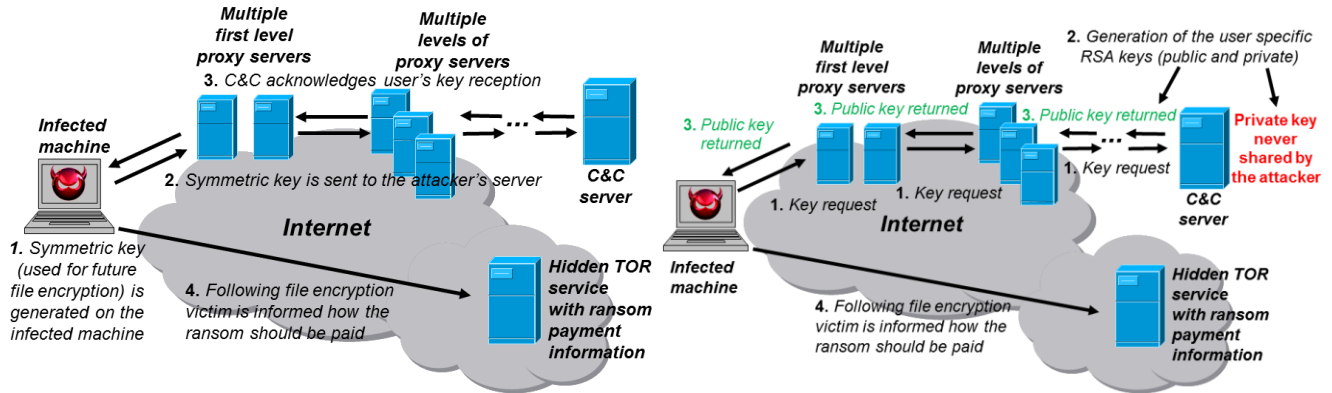 Multiple
first level
proxy servers
Multiple
levels of
proxy servers
3. C&C acknowledges user's key reception
...
Infected
machine
2. Symmetric key is sent to the attacker's server
C&C
server
Internet
1. Symmetric key
(used for future
file encryption) is
generated on the
infected machine
4. Following file encryption
victim is informed how the
ransom should be paid
Hidden TOR
service
with ransom
payment
information
2. Generation of the user specific
RSA keys (public and private)
Multiple
first level
proxy servers
Multiple
levels of
proxy servers
3. Public key returned
3. Public key returned
3. Public key
returned
...
Private key
never
shared by
the attacker
1. Key request
1. Key request
1. Key request
C&C
server
Internet
Infected
machine
4. Following file encryption
victim is informed how the
ransom should be paid
Hidden TOR
service
with ransom
payment
information